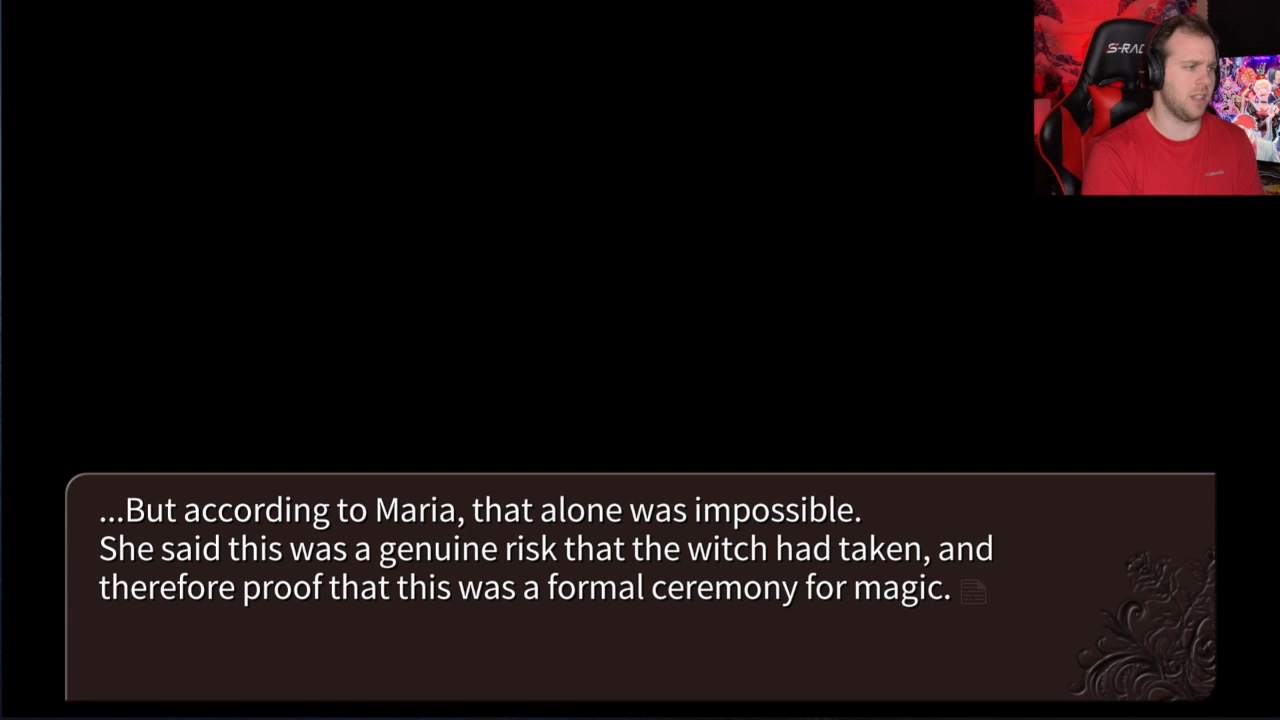 S-RAC
...But according to Maria, that alone was impossible.
She said this was a genuine risk that the witch had taken, and
therefore proof that this was a formal ceremony for magic.